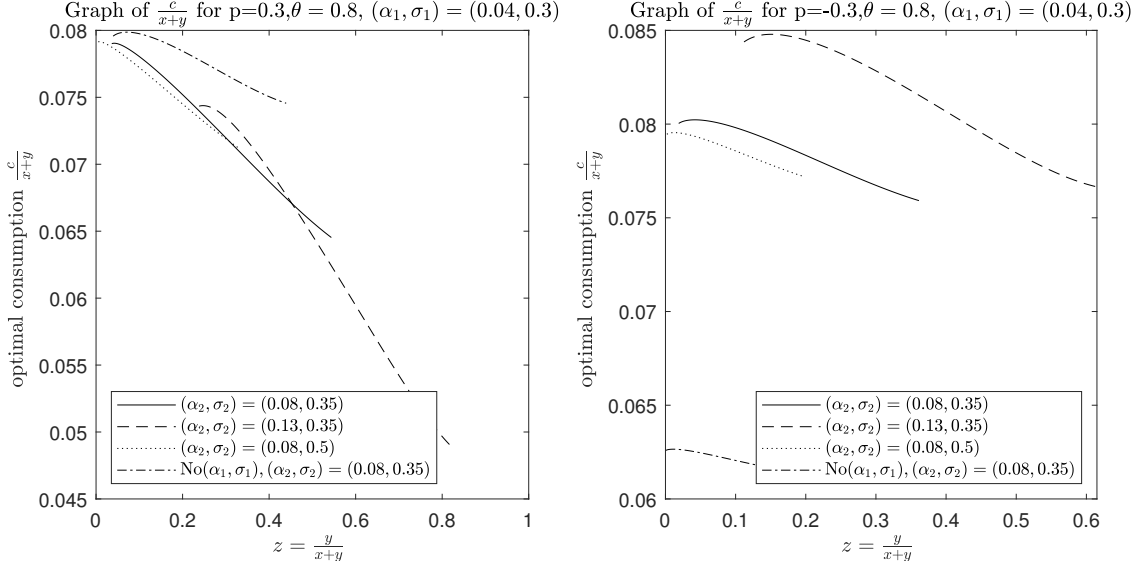 Graph of c/(x+y) for p=0.3,θ = 0.8, (α₁, σ₁) = (0.04, 0.3)
optimal consumption c/(x+y)
0.08
0.075
0.07
0.065
0.06
0.055
0.05
0.045
0 0.2 0.4 0.6 0.8 1
z = y/(x+y)
(α₂, σ₂) = (0.08, 0.35)
(α₂, σ₂) = (0.13, 0.35)
(α₂, σ₂) = (0.08, 0.5)
No(α₁, σ₁), (α₂, σ₂) = (0.08, 0.35)
Graph of c/(x+y) for p=-0.3,θ = 0.8, (α₁, σ₁) = (0.04, 0.3)
optimal consumption c/(x+y)
0.085
0.08
0.075
0.07
0.065
0.06
0 0.1 0.2 0.3 0.4 0.5 0.6
z = y/(x+y)
(α₂, σ₂) = (0.08, 0.35)
(α₂, σ₂) = (0.13, 0.35)
(α₂, σ₂) = (0.08, 0.5)
No(α₁, σ₁), (α₂, σ₂) = (0.08, 0.35)